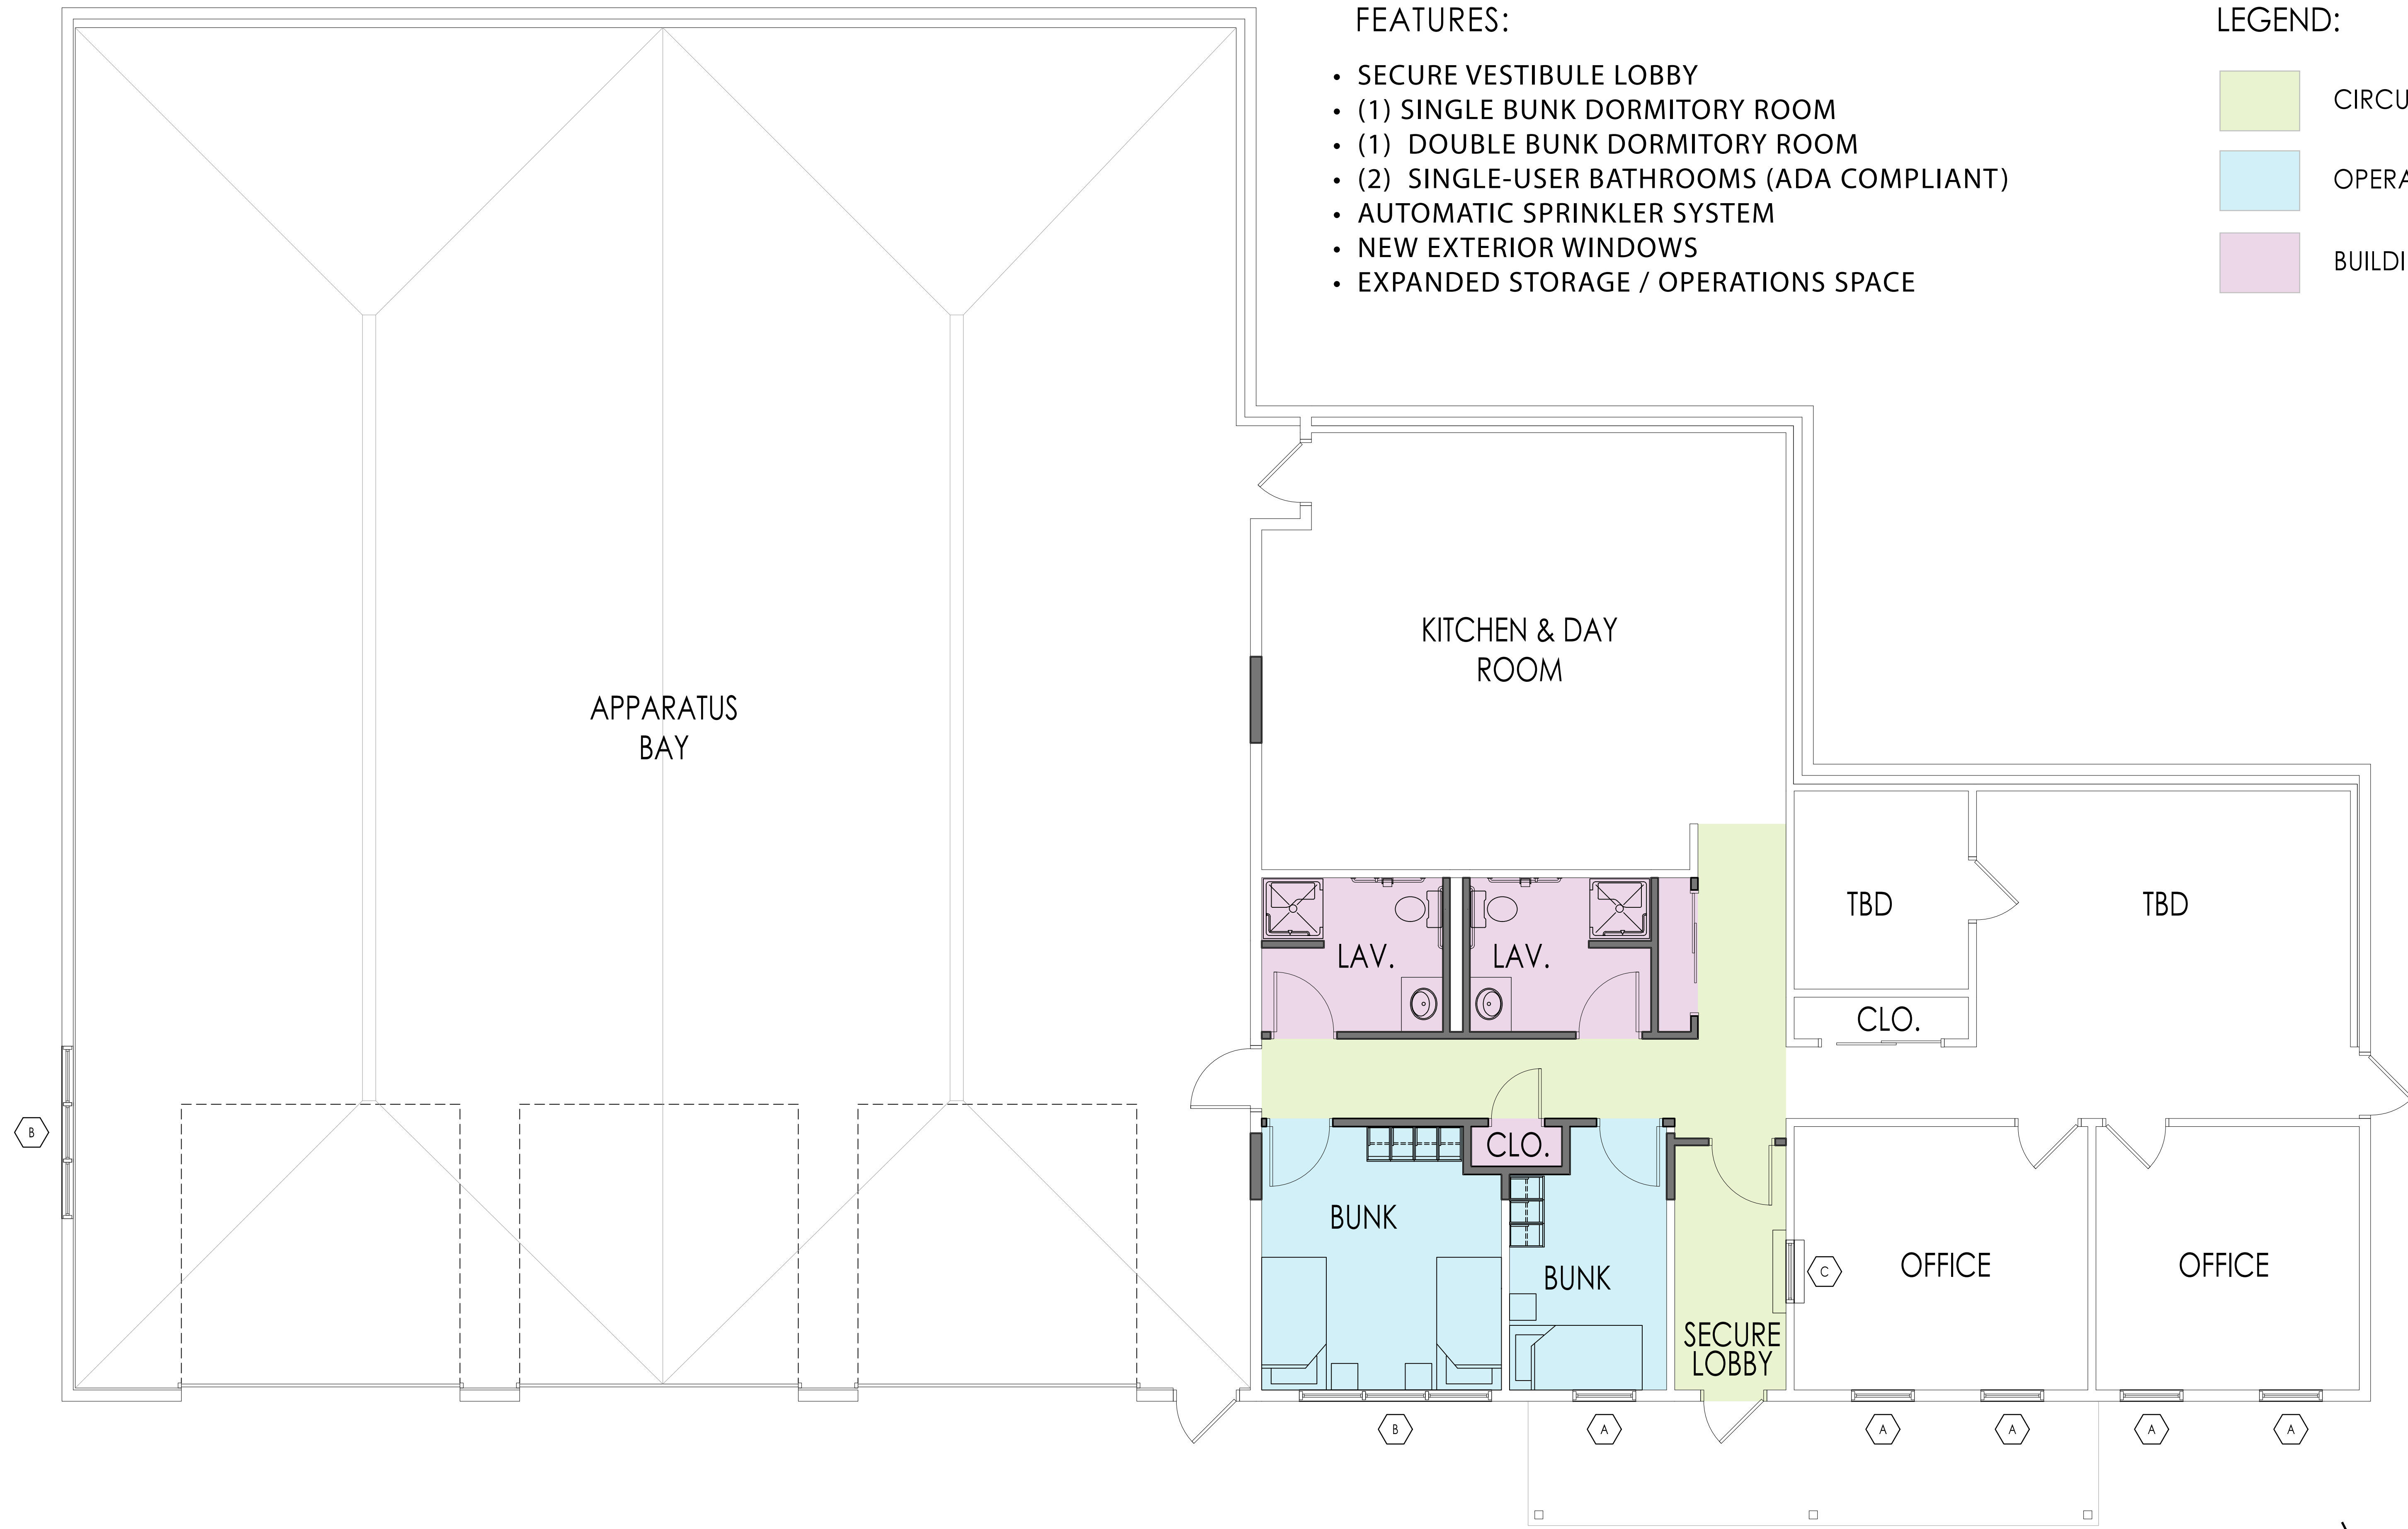 FEATURES:
• SECURE VESTIBULE LOBBY
• (1) SINGLE BUNK DORMITORY ROOM
• (1) DOUBLE BUNK DORMITORY ROOM
• (2) SINGLE-USER BATHROOMS (ADA COMPLIANT)
• AUTOMATIC SPRINKLER SYSTEM
• NEW EXTERIOR WINDOWS
• EXPANDED STORAGE / OPERATIONS SPACE
LEGEND:
CIRCU
OPERA
BUILDI
KITCHEN & DAY
ROOM
APPARATUS
BAY
TBD
TBD
LAV.
LAV.
CLO.
B
CLO.
BUNK
BUNK
C
OFFICE
OFFICE
SECURE
LOBBY
B
A
A
A
A
A